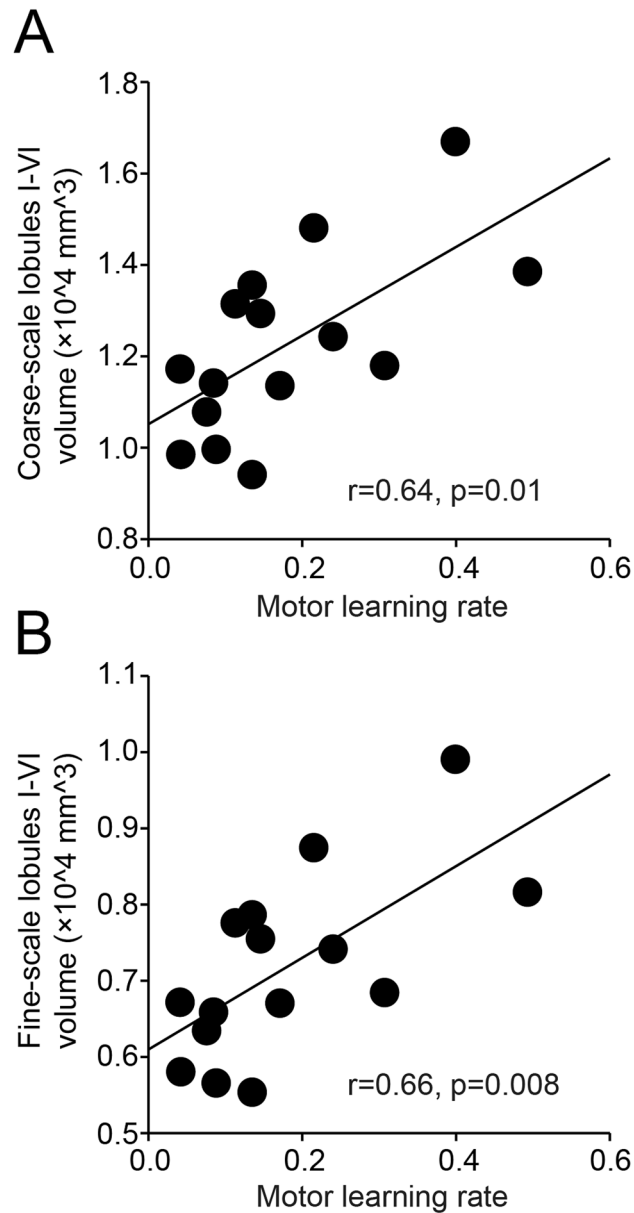 A
Coarse-scale lobules I-VI
volume (×10^4 mm^3)
1.8
1.6
1.4
1.2
1.0
0.8
r=0.64, p=0.01
0.0 0.2 0.4 0.6
Motor learning rate
B
Fine-scale lobules I-VI
volume (×10^4 mm^3)
1.1
1.0
0.9
0.8
0.7
0.6
0.5
r=0.66, p=0.008
0.0 0.2 0.4 0.6
Motor learning rate